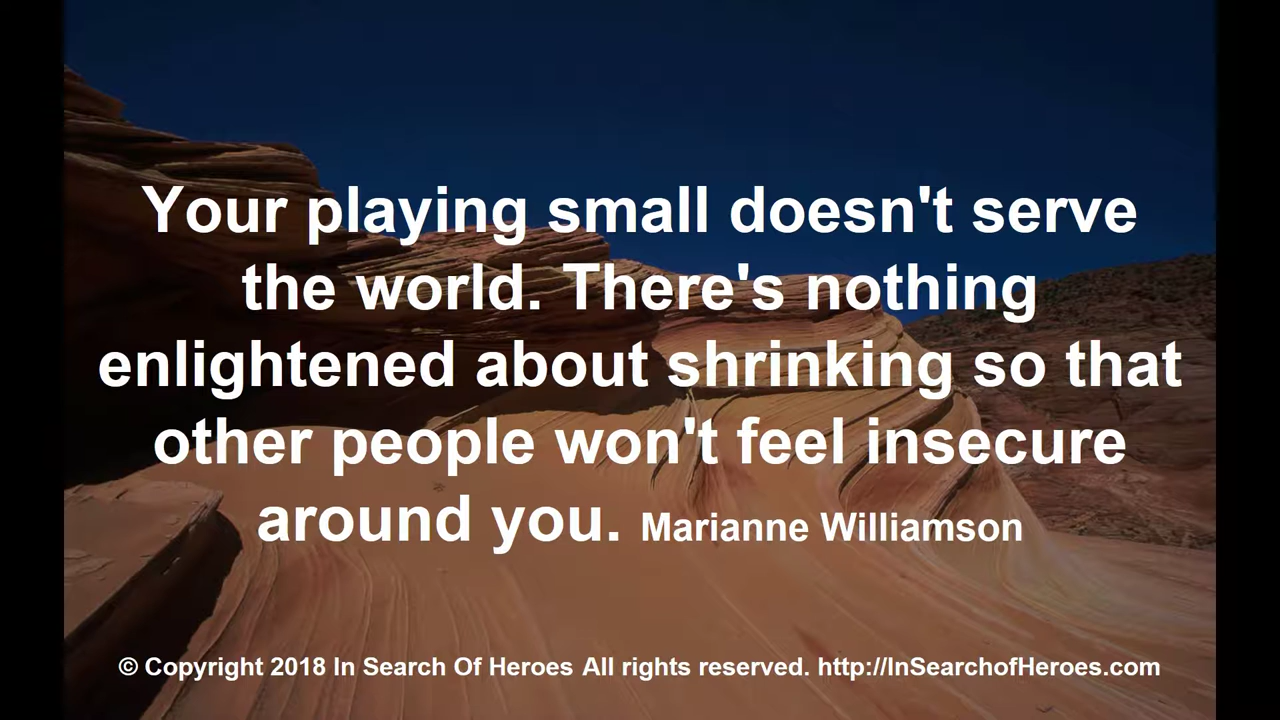 Your playing small doesn't serve
the world. There's nothing
enlightened about shrinking so that
other people won't feel insecure
around you. Marianne Williamson
© Copyright 2018 In Search Of Heroes All rights reserved. http://InSearchofHeroes.com